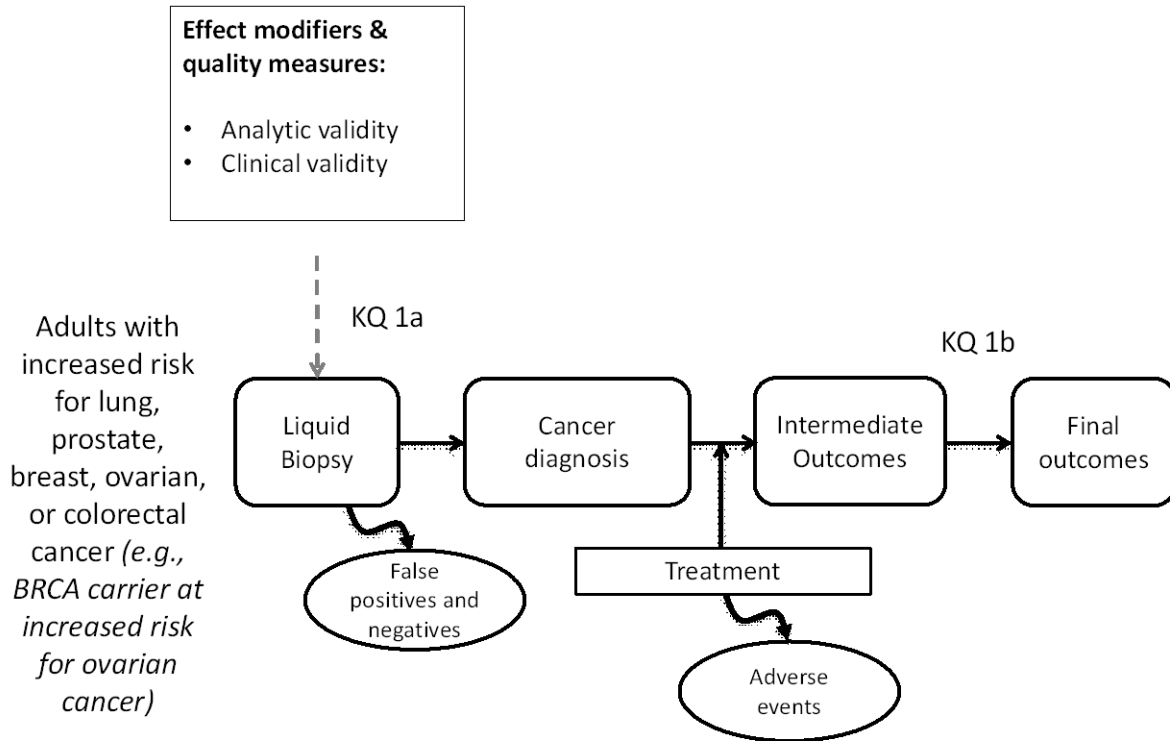 Effect modifiers &
quality measures:
• Analytic validity
• Clinical validity
KQ 1a
KQ 1b
Adults with
increased risk
for lung,
prostate,
breast, ovarian,
or colorectal
cancer (e.g.,
BRCA carrier at
increased risk
for ovarian
cancer)
Liquid
Biopsy
Cancer
diagnosis
Intermediate
Outcomes
Final
outcomes
False
positives and
negatives
Treatment
Adverse
events